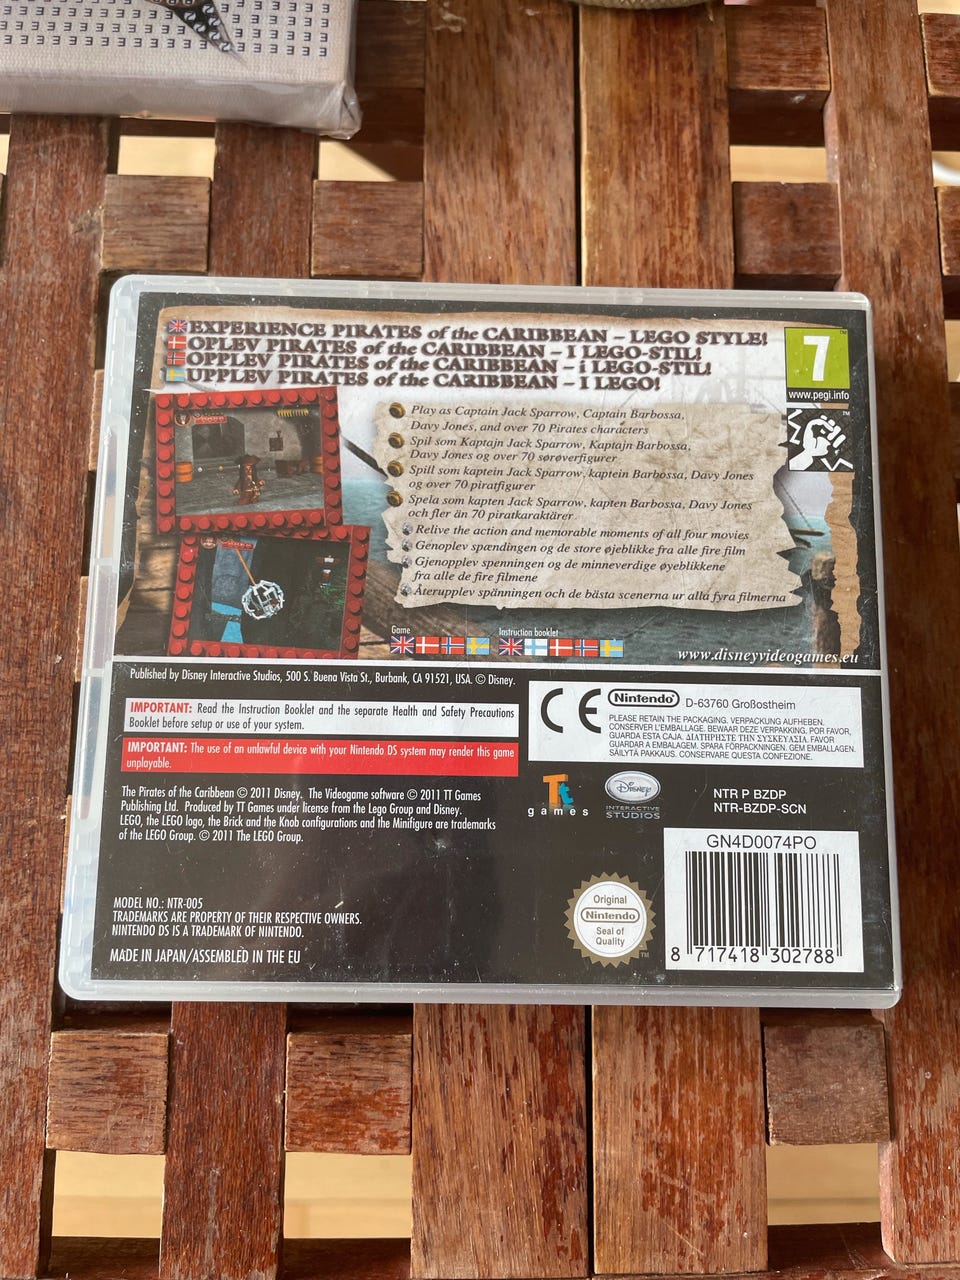 EXPERIENCE PIRATES of the CARIBBEAN – LEGO STYLE!
OPLEV PIRATES of the CARIBBEAN – I LEGO-STIL!
OPPLEV PIRATES of the CARIBBEAN – i LEGO-STIL!
UPPLEV PIRATES of the CARIBBEAN – I LEGO!
7
™
www.pegi.info
™
Play as Captain Jack Sparrow, Captain Barbossa,
Davy Jones, and over 70 Pirates characters
Spil som Kaptajn Jack Sparrow, Kaptajn Barbossa,
Davy Jones og over 70 sørøverfigurer
Spill som kaptein Jack Sparrow, kaptein Barbossa, Davy Jones
og over 70 piratfigurer
Spela som kapten Jack Sparrow, kapten Barbossa, Davy Jones
och fler än 70 piratkaraktärer
Relive the action and memorable moments of all four movies
Genoplev spændingen og de store øjeblikke fra alle fire film
Gjenopplev spenningen og de minneverdige øyeblikkene
fra alle de fire filmene
Återupplev spänningen och de bästa scenerna ur alla fyra filmerna
Game
Instruction booklet
www.disneyvideogames.eu
Published by Disney Interactive Studios, 500 S. Buena Vista St., Burbank, CA 91521, USA. © Disney.
IMPORTANT: Read the Instruction Booklet and the separate Health and Safety Precautions
Booklet before setup or use of your system.
IMPORTANT: The use of an unlawful device with your Nintendo DS system may render this game
unplayable.
CE
Nintendo® D-63760 Großostheim
PLEASE RETAIN THE PACKAGING. VERPACKUNG AUFHEBEN.
CONSERVER L'EMBALLAGE. BEWAAR DEZE VERPAKKING. POR FAVOR,
GUARDA ESTA CAJA. ΔΙΑΤΗΡΗΣΤΕ ΤΗΝ ΣΥΣΚΕΥΑΣΙΑ. FAVOR
GUARDAR A EMBALAGEM. SPARA FÖRPACKNINGEN. GEM EMBALLAGEN.
SÄILYTÄ PAKKAUS. CONSERVARE QUESTA CONFEZIONE.
The Pirates of the Caribbean © 2011 Disney. The Videogame software © 2011 TT Games
Publishing Ltd. Produced by TT Games under license from the Lego Group and Disney.
LEGO, the LEGO logo, the Brick and the Knob configurations and the Minifigure are trademarks
of the LEGO Group. © 2011 The LEGO Group.
Tt
games
Disney
INTERACTIVE
STUDIOS
NTR P BZDP
NTR-BZDP-SCN
GN4D0074PO
8 717418 302788
MODEL NO.: NTR-005
TRADEMARKS ARE PROPERTY OF THEIR RESPECTIVE OWNERS.
NINTENDO DS IS A TRADEMARK OF NINTENDO.
MADE IN JAPAN/ASSEMBLED IN THE EU
Original
Nintendo®
Seal of
Quality
™